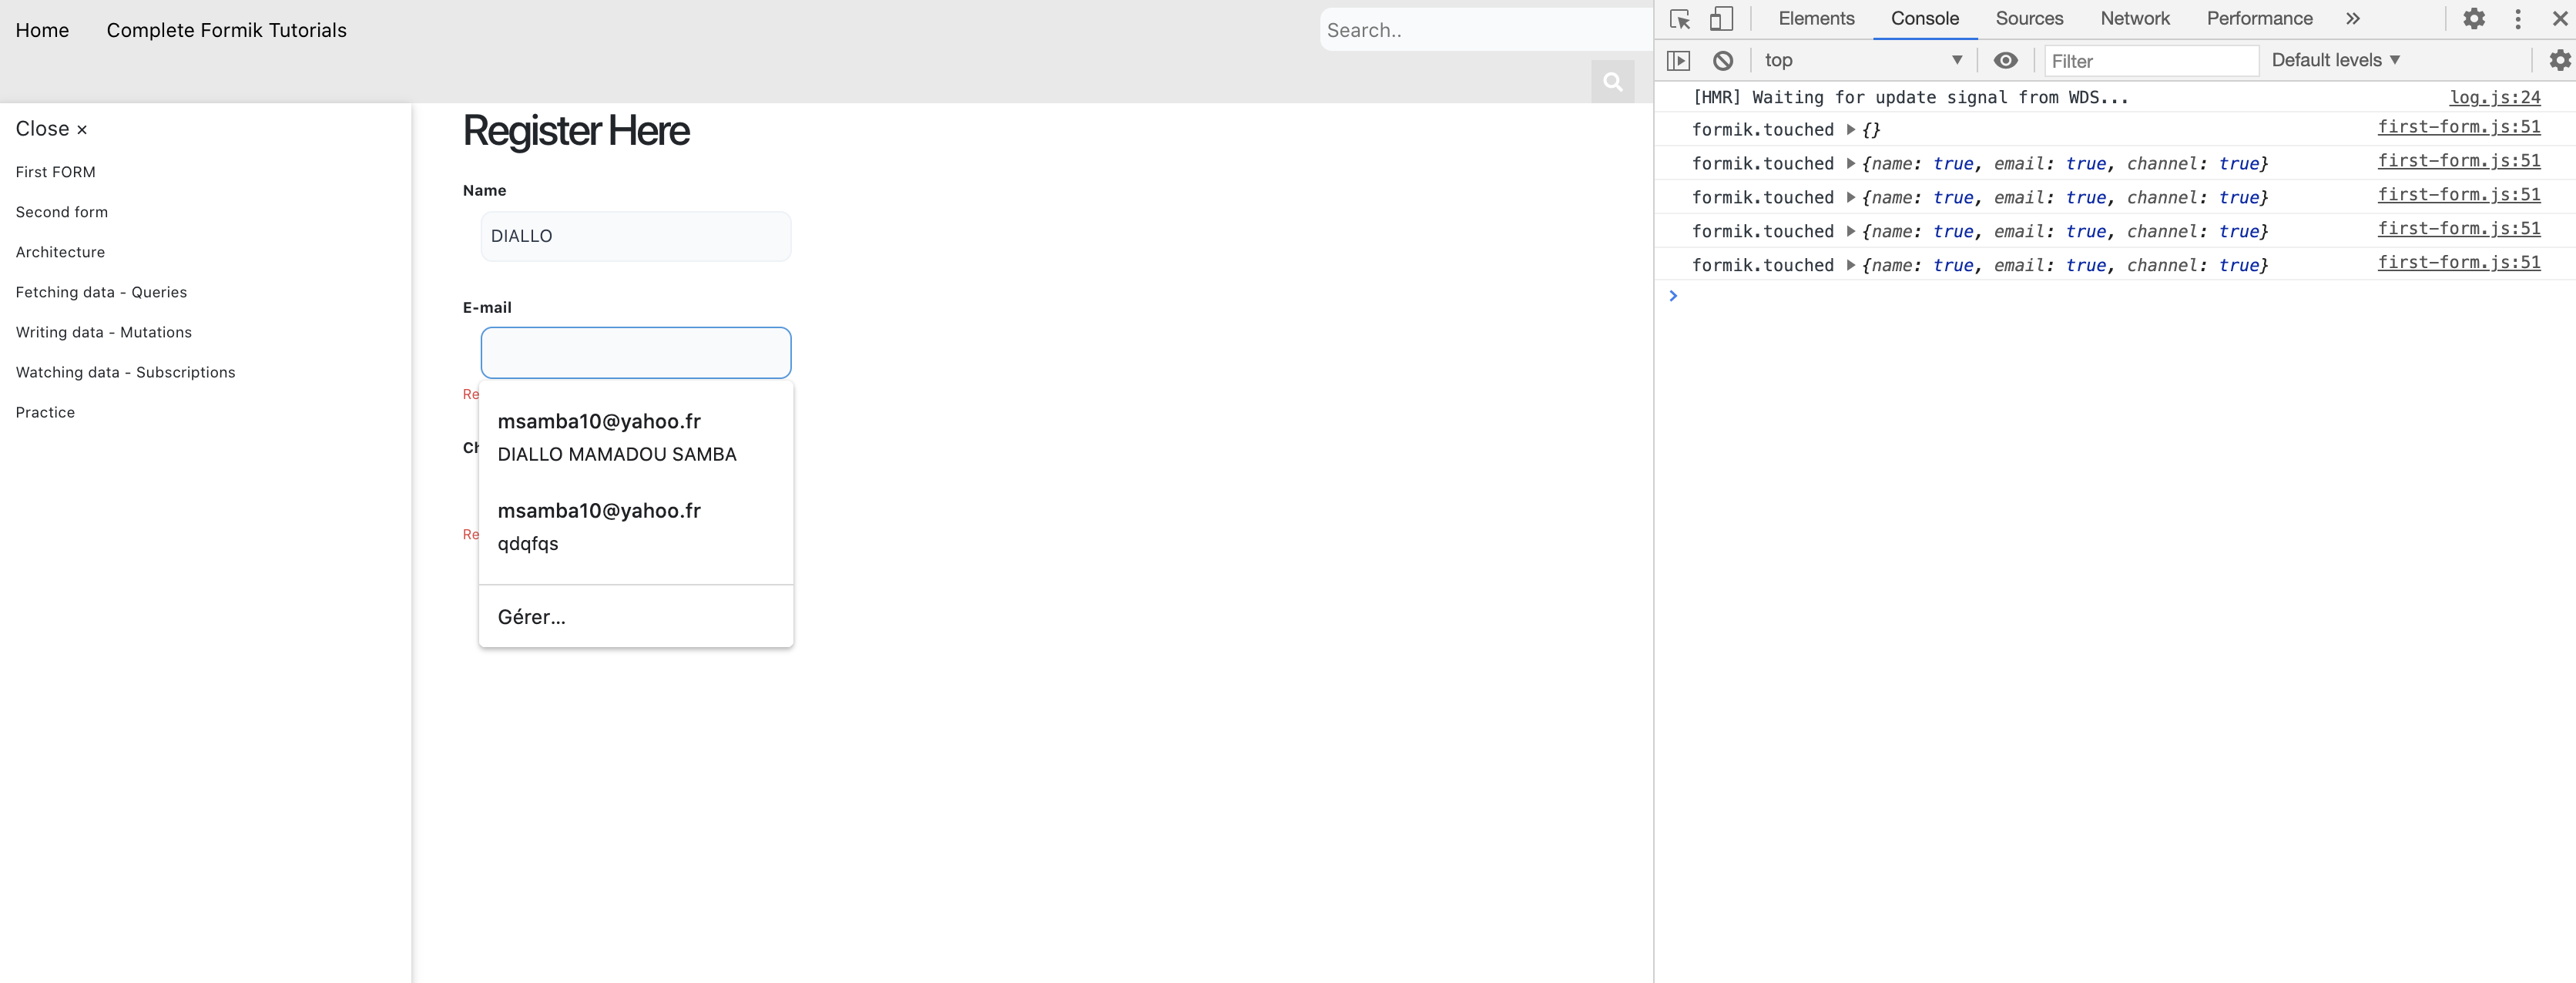 Home
Complete Formik Tutorials
Search..
Close ×
First FORM
Second form
Architecture
Fetching data - Queries
Writing data - Mutations
Watching data - Subscriptions
Practice
Register Here
Name
DIALLO
E-mail
Re
msamba10@yahoo.fr
DIALLO MAMADOU SAMBA
Ch
msamba10@yahoo.fr
Re
qdqfqs
Gérer...
Elements Console Sources Network Performance »
top ▼ Filter Default levels ▼
[HMR] Waiting for update signal from WDS... log.js:24
formik.touched ▶ {} first-form.js:51
formik.touched ▶ {name: true, email: true, channel: true} first-form.js:51
formik.touched ▶ {name: true, email: true, channel: true} first-form.js:51
formik.touched ▶ {name: true, email: true, channel: true} first-form.js:51
formik.touched ▶ {name: true, email: true, channel: true} first-form.js:51